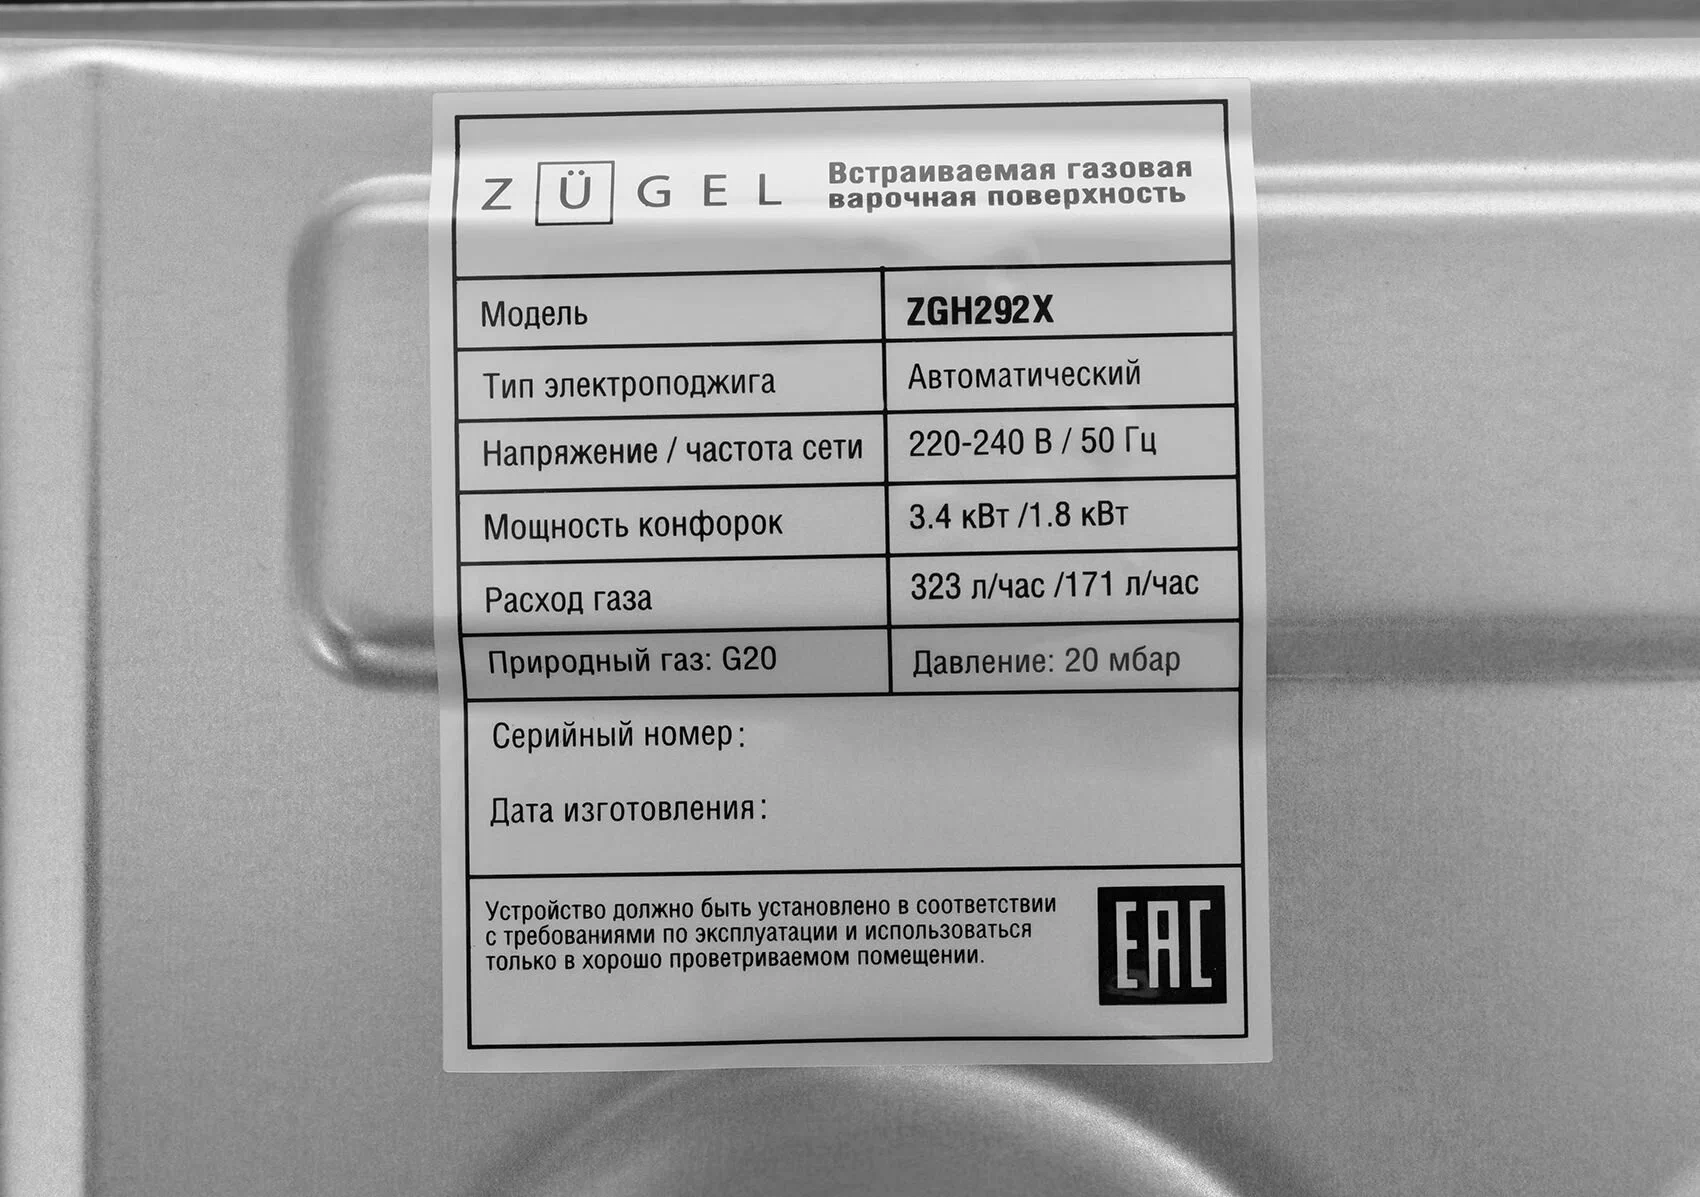 ZÜGEL
Встраиваемая газовая
варочная поверхность
Модель ZGH292X
Тип электроподжига Автоматический
Напряжение / частота сети 220-240 В / 50 Гц
Мощность конфорок 3.4 кВт /1.8 кВт
Расход газа 323 л/час /171 л/час
Природный газ: G20 Давление: 20 мбар
Серийный номер:
Дата изготовления:
Устройство должно быть установлено в соответствии
с требованиями по эксплуатации и использоваться
только в хорошо проветриваемом помещении.
EAC